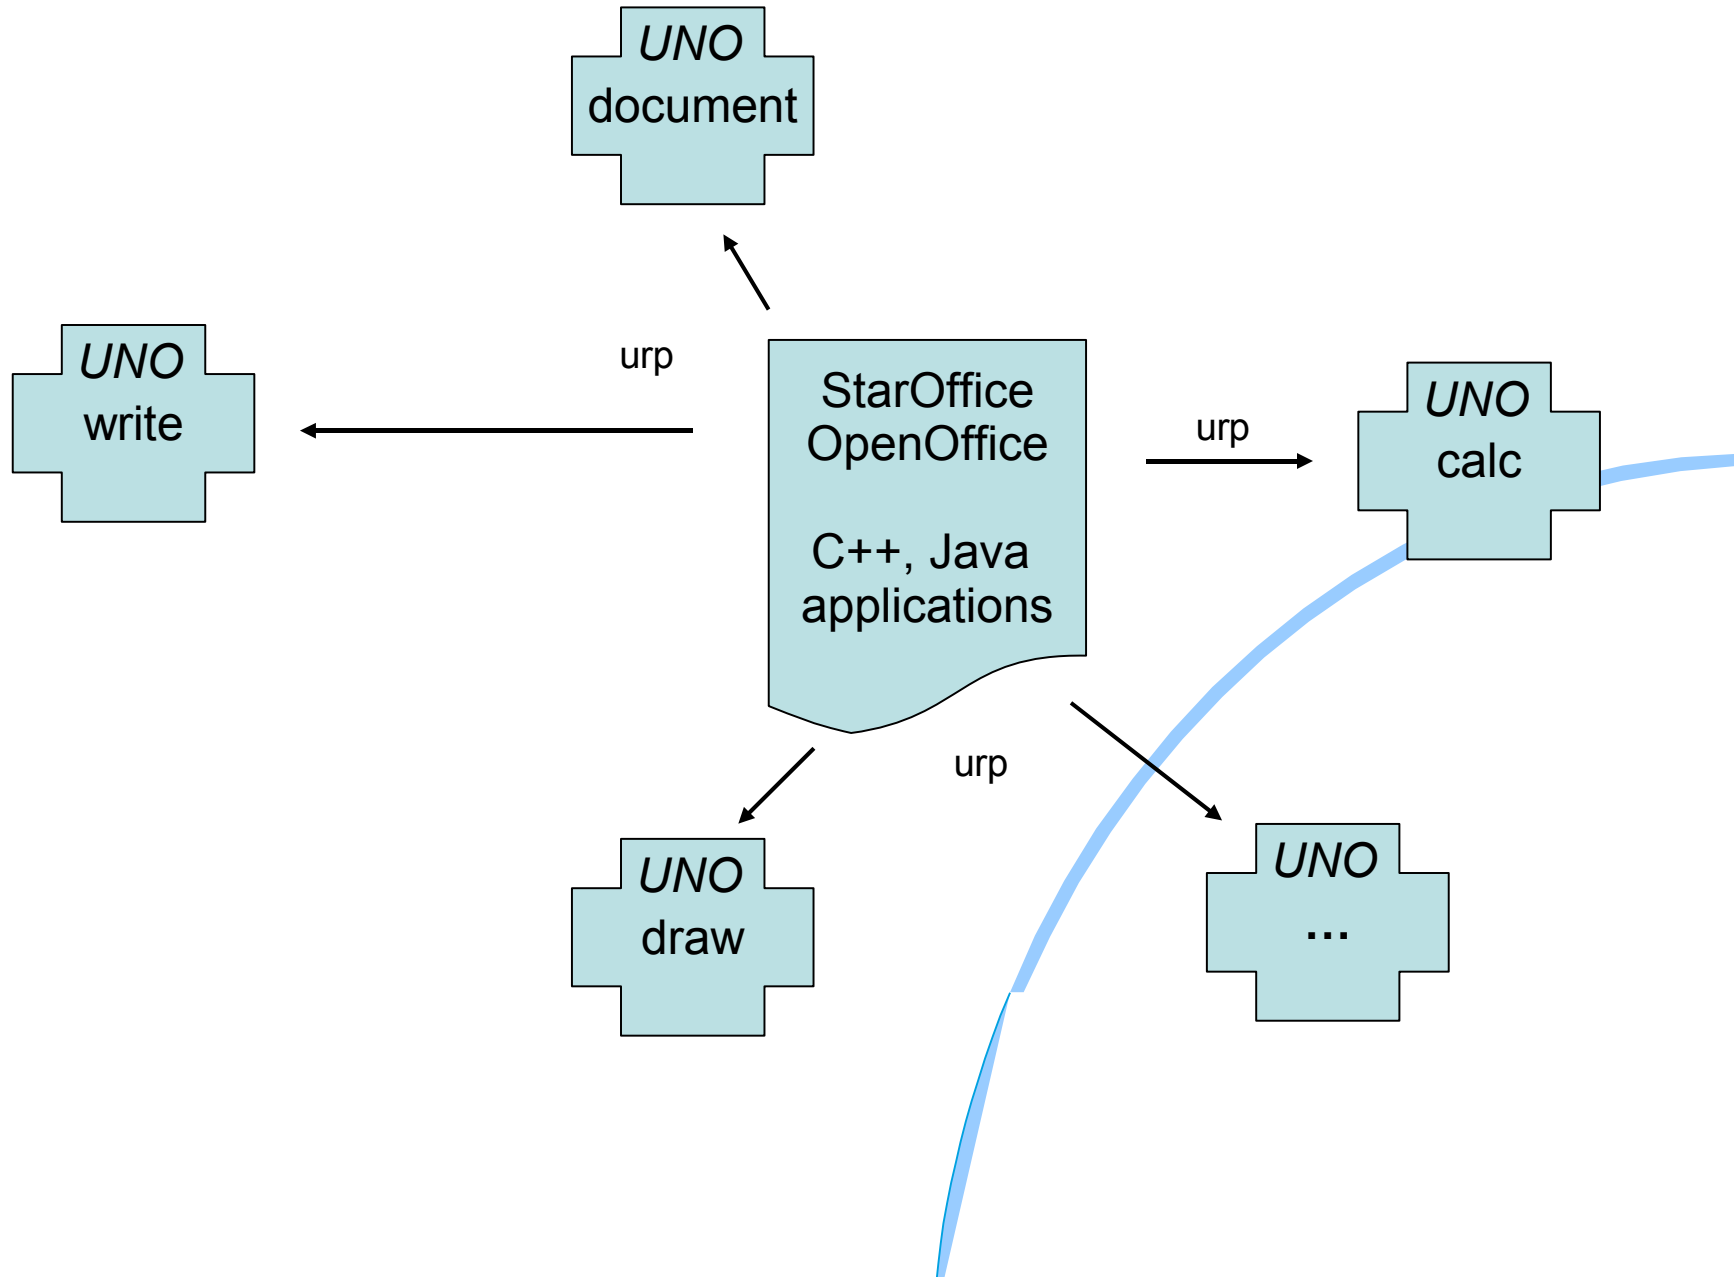 UNO
document
urp
UNO
write
StarOffice
OpenOffice
C++, Java
applications
urp
UNO
calc
urp
UNO
draw
UNO
...